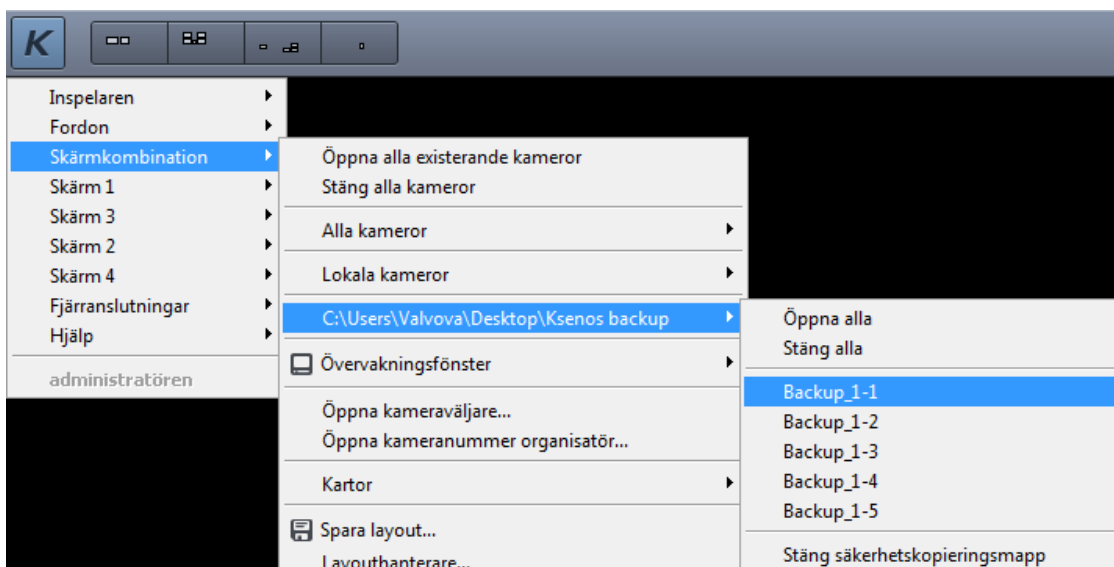 K
Inspelaren
Fordon
Skärmkombination
Skärm 1
Skärm 3
Skärm 2
Skärm 4
Fjärranslutningar
Hjälp
administratören
Öppna alla existerande kameror
Stäng alla kameror
Alla kameror
Lokala kameror
C:\Users\Valvova\Desktop\Ksenos backup
Övervakningsfönster
Öppna kameraväljare...
Öppna kameranummer organisatör...
Kartor
Spara layout...
Layouthanterare...
Öppna alla
Stäng alla
Backup_1-1
Backup_1-2
Backup_1-3
Backup_1-4
Backup_1-5
Stäng säkerhetskopieringsmapp